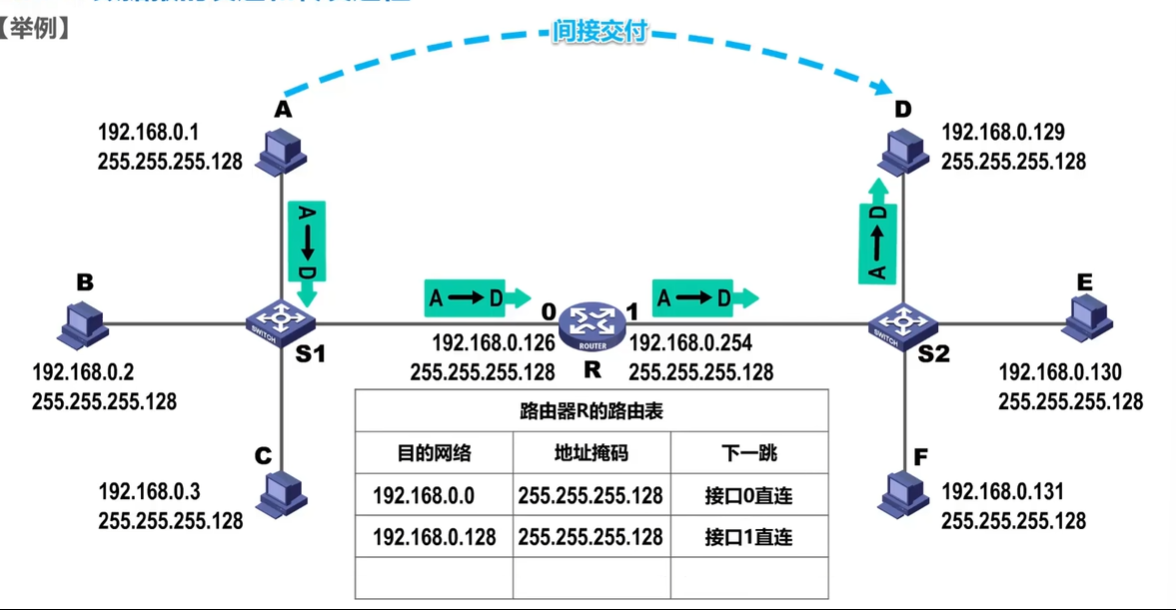 【举例】
间接交付
A
192.168.0.1
255.255.255.128
D
192.168.0.129
255.255.255.128
A→D
A→D
B
192.168.0.2
255.255.255.128
SWITCH
S1
A→D
0
192.168.0.126
255.255.255.128
ROUTER
R
1
A→D
192.168.0.254
255.255.255.128
SWITCH
S2
E
192.168.0.130
255.255.255.128
C
192.168.0.3
255.255.255.128
F
192.168.0.131
255.255.255.128
路由器R的路由表
目的网络 地址掩码 下一跳
192.168.0.0 255.255.255.128 接口0直连
192.168.0.128 255.255.255.128 接口1直连